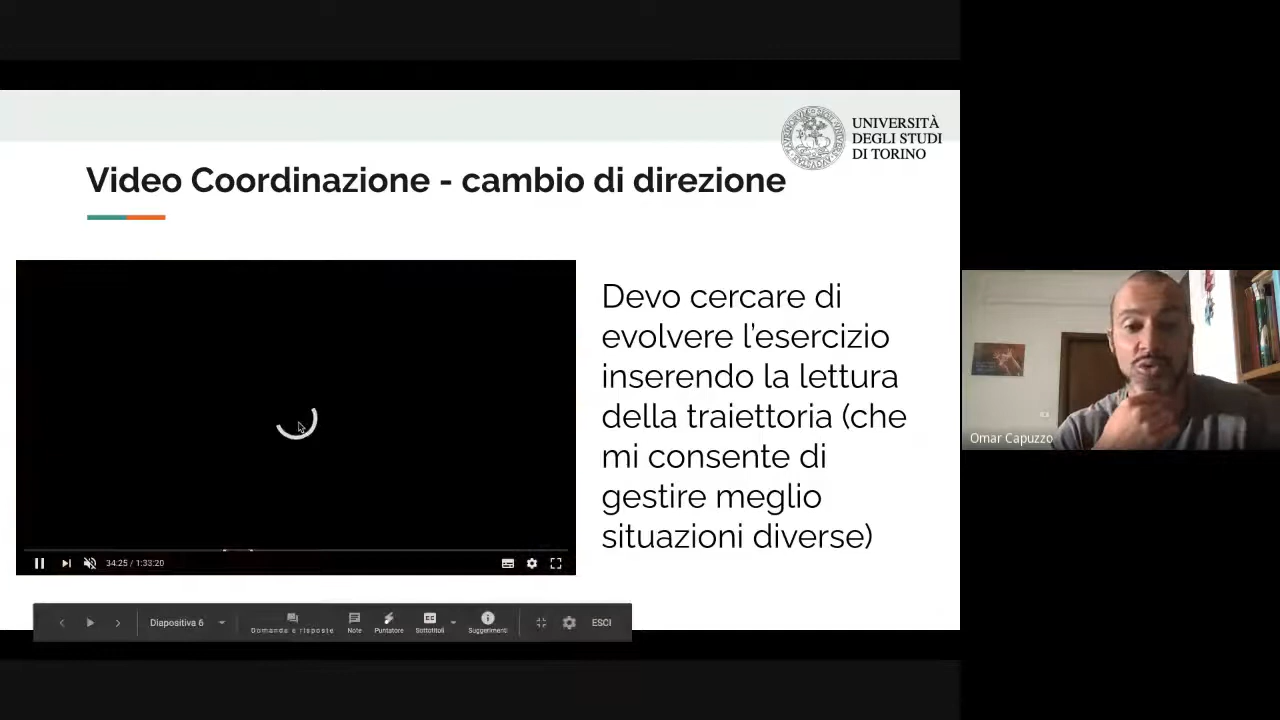 UNIVERSITÀ
DEGLI STUDI
DI TORINO
Video Coordinazione - cambio di direzione
Devo cercare di
evolvere l'esercizio
inserendo la lettura
della traiettoria (che
mi consente di
gestire meglio
situazioni diverse)
34:25 / 1:33:20
Omar Capuzzo
Diapositiva 6
Domande e risposte
Note
Puntatore
Sottotitoli
Suggerimenti
ESCI